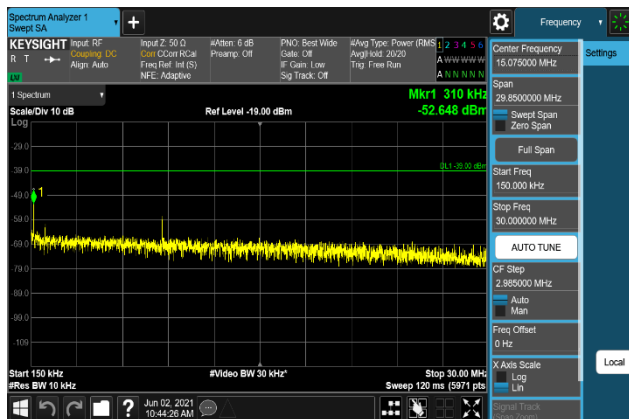 Spectrum Analyzer 1
Swept SA
Frequency
KEYSIGHT
Input: RF
Input Z: 50 Ω
#Atten: 6 dB
PNO: Best Wide
#Avg Type: Power (RMS
1 2 3 4 5 6
R T
Coupling: DC
Corr CCorr RCal
Preamp: Off
Gate: Off
Avg|Hold: 20/20
A W W W W W
Align: Auto
Freq Ref: Int (S)
IF Gain: Low
Trig: Free Run
NFE: Adaptive
Sig Track: Off
A N N N N N
1 Spectrum
Mkr1 310 kHz
Scale/Div 10 dB
Ref Level -19.00 dBm
-52.648 dBm
Log
-29.0
DL1 -39.00 dBm
-39.0
-49.0
1
-59.0
-69.0
-79.0
-89.0
-99.0
-109
Start 150 kHz
#Video BW 30 kHz*
Stop 30.00 MHz
#Res BW 10 kHz
Sweep 120 ms (5971 pts
Jun 02, 2021
10:44:26 AM
Center Frequency
15.075000 MHz
Settings
Span
29.8500000 MHz
Swept Span
Zero Span
Full Span
Start Freq
150.000 kHz
Stop Freq
30.000000 MHz
AUTO TUNE
CF Step
2.985000 MHz
Auto
Man
Freq Offset
0 Hz
X Axis Scale
Log
Lin
Local
Signal Track
(Span Zoom)